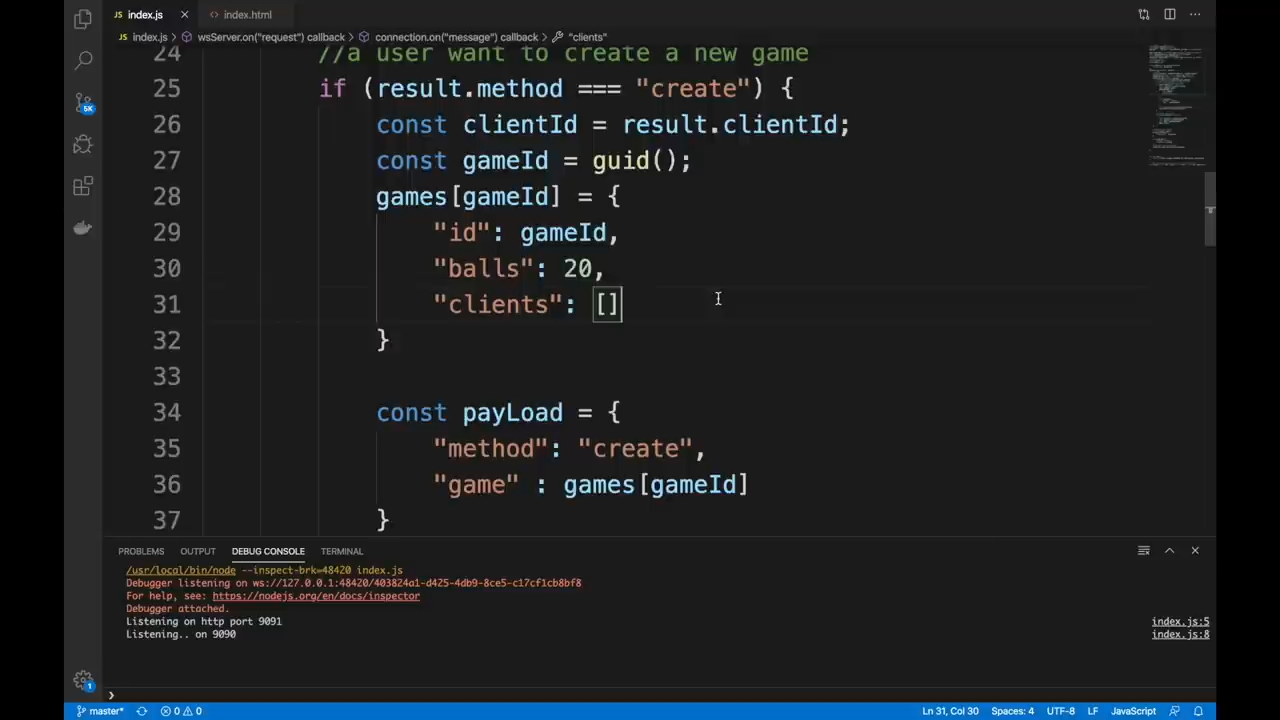 index.js
index.html
index.js > wsServer.on("request") callback > connection.on("message") callback > "clients"
24 //a user want to create a new game
25 if (result.method === "create") {
26 const clientId = result.clientId;
27 const gameId = guid();
28 games[gameId] = {
29 "id": gameId,
30 "balls": 20,
31 "clients": []
32 }
33
34 const payLoad = {
35 "method": "create",
36 "game" : games[gameId]
37 }
5K
PROBLEMS OUTPUT DEBUG CONSOLE TERMINAL
/usr/local/bin/node --inspect-brk=48420 index.js
Debugger listening on ws://127.0.0.1:48420/403824a1-d425-4db9-8ce5-c17cf1cb8bf8
For help, see: https://nodejs.org/en/docs/inspector
Debugger attached.
Listening on http port 9091 index.js:5
Listening.. on 9090 index.js:8
1
master* 0 0 Ln 31, Col 30 Spaces: 4 UTF-8 LF JavaScript